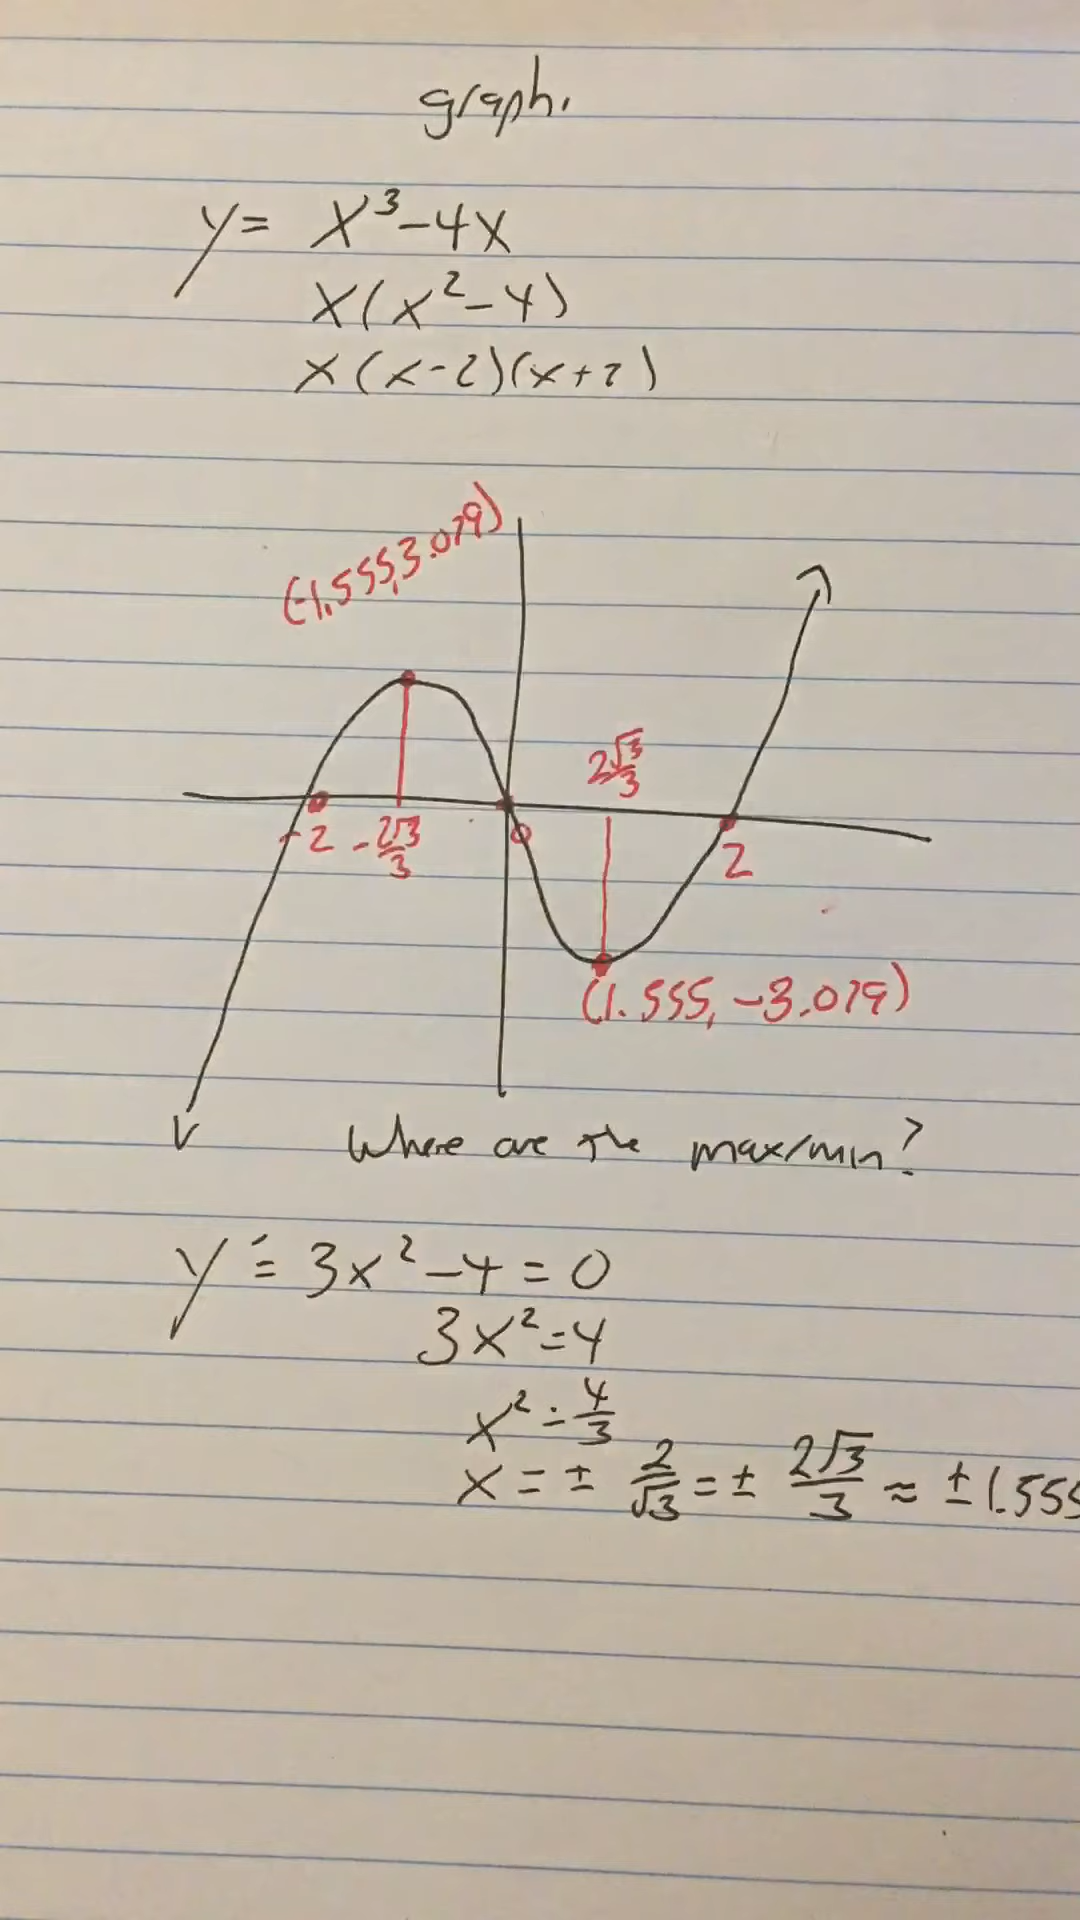 graph.
y = x³-4x
x(x²-4)
x(x-2)(x+2)
(-1.555,3.079)
2√3/3
-2
-2√3/3
0
2
(1.555, -3.079)
Where are the max/min?
y' = 3x²-4=0
3x²=4
x²=4/3
x = ± 2/√3 = ± 2√3/3 ≈ ±1.555